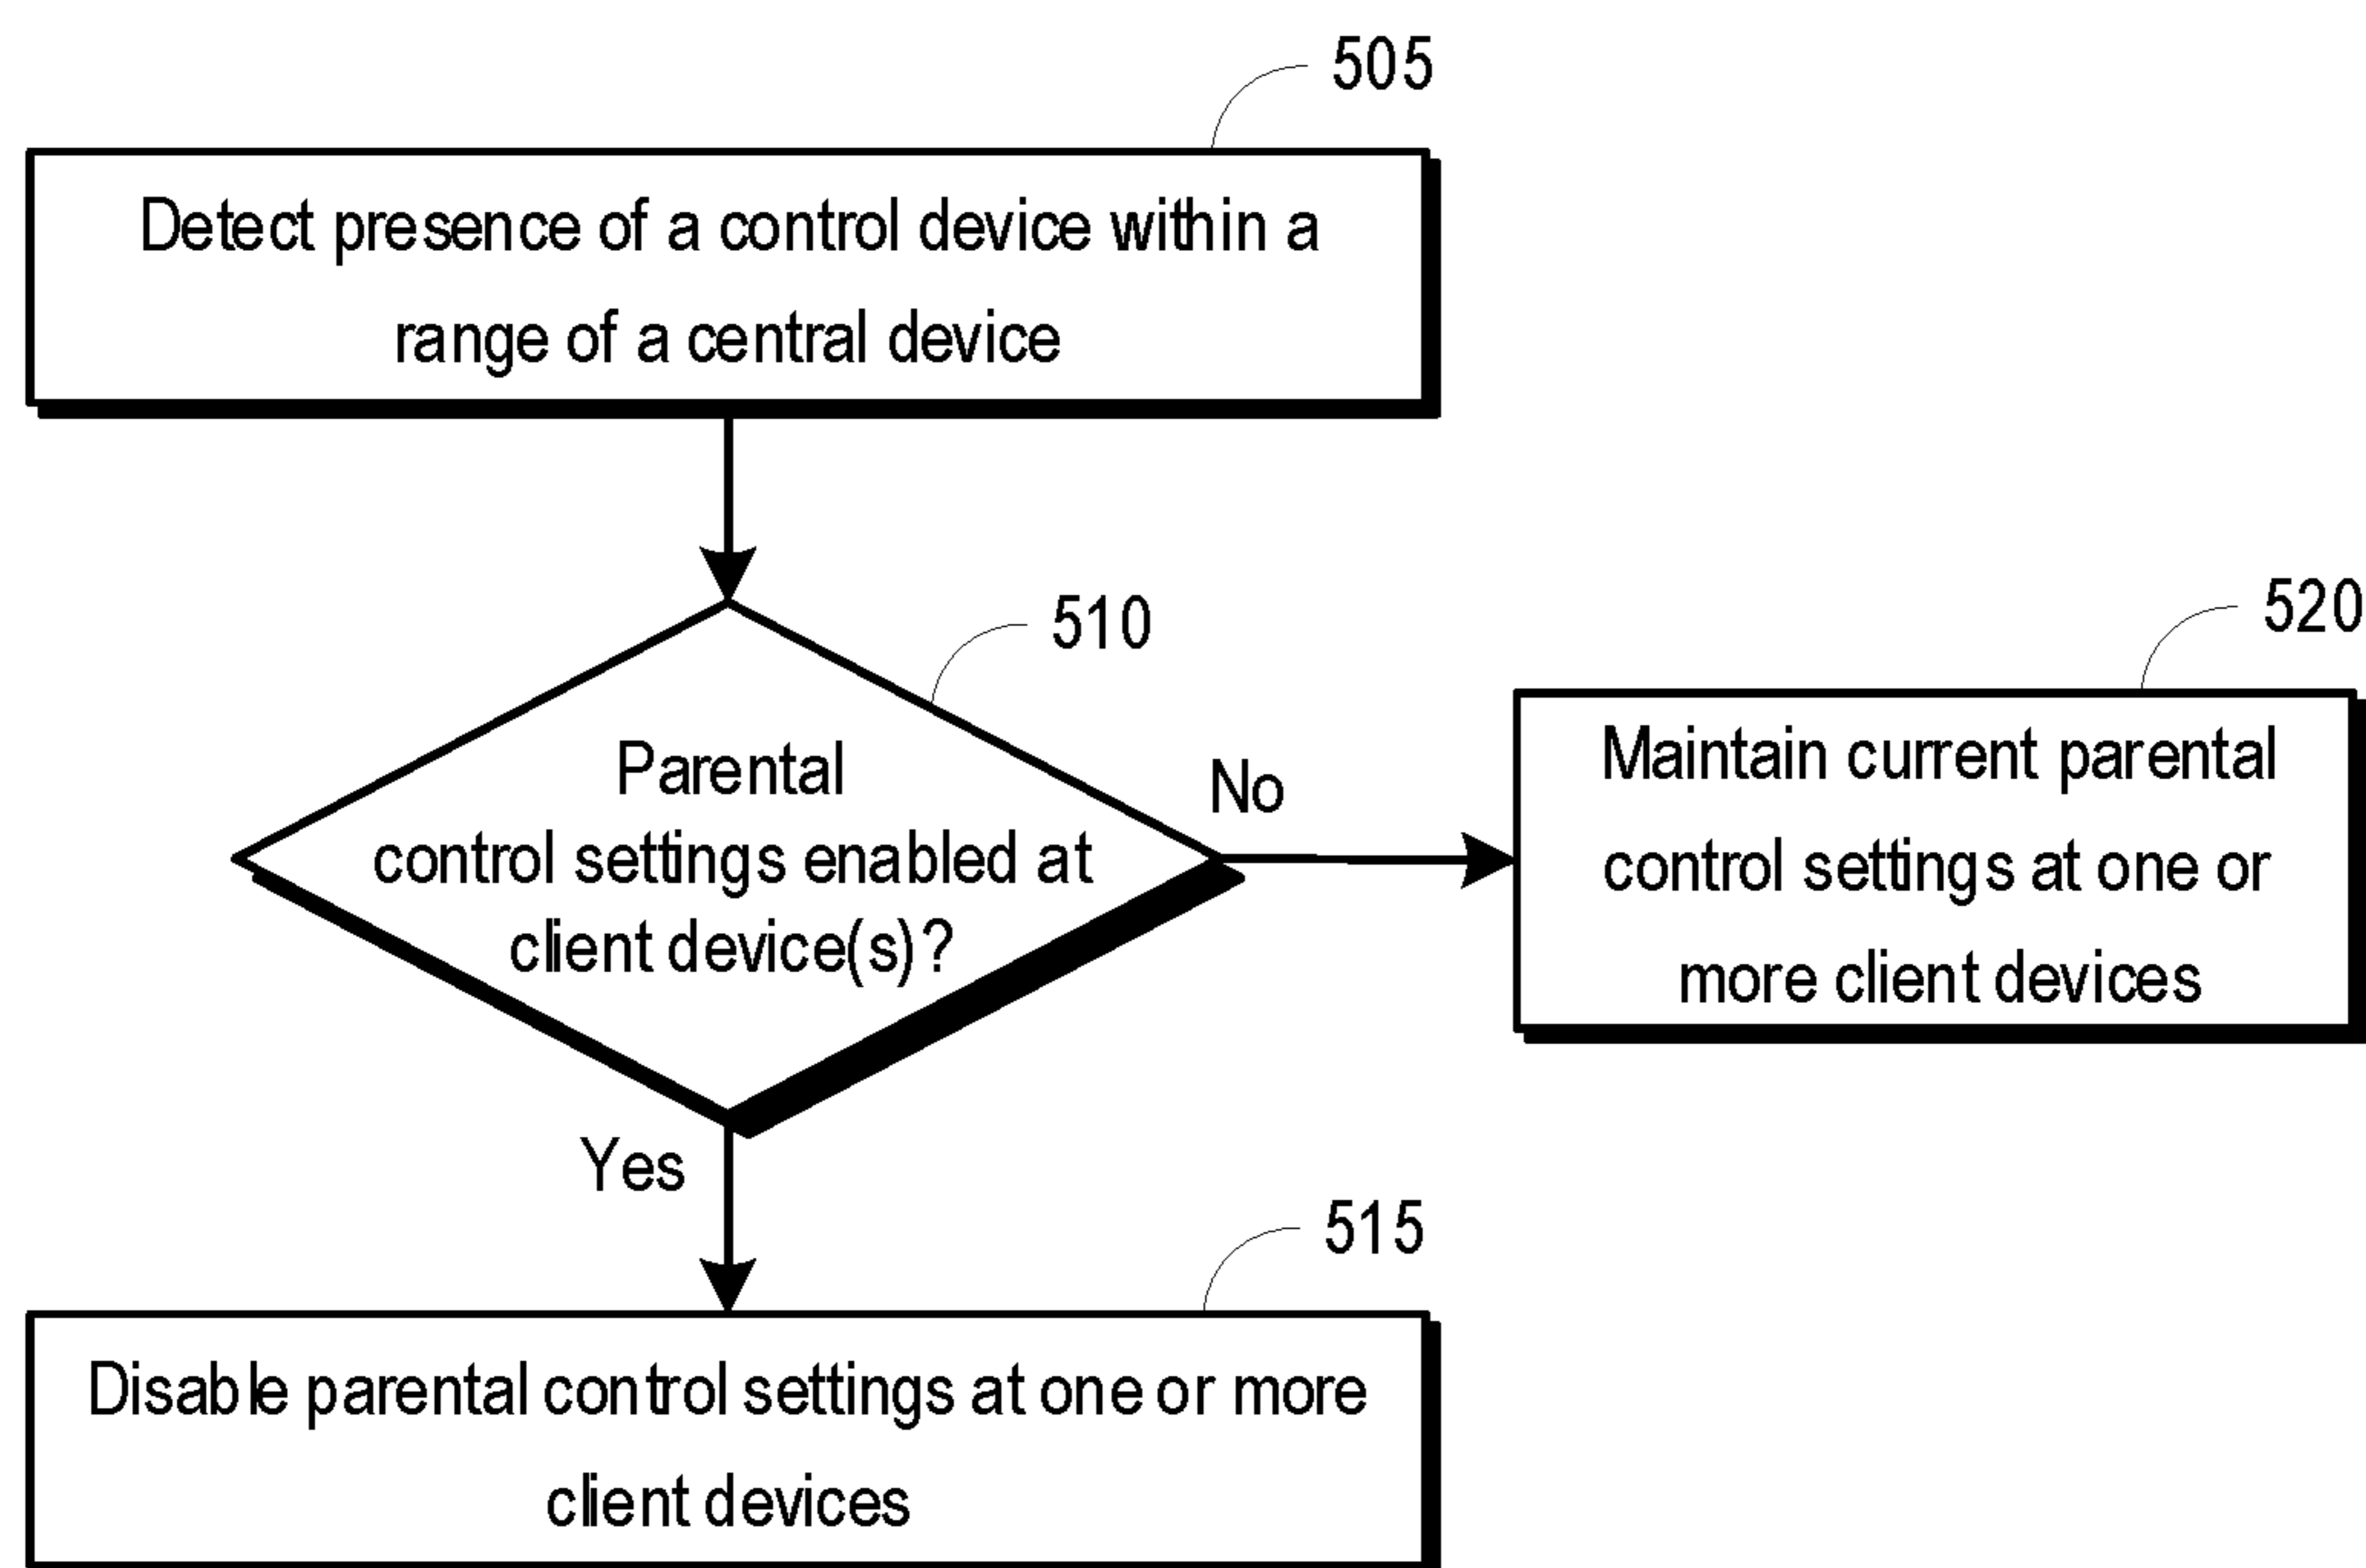 505
Detect presence of a control device within a
range of a central device
510
Parental
control settings enabled at
client device(s)?
No
520
Maintain current parental
control settings at one or
more client devices
Yes
515
Disable parental control settings at one or more
client devices